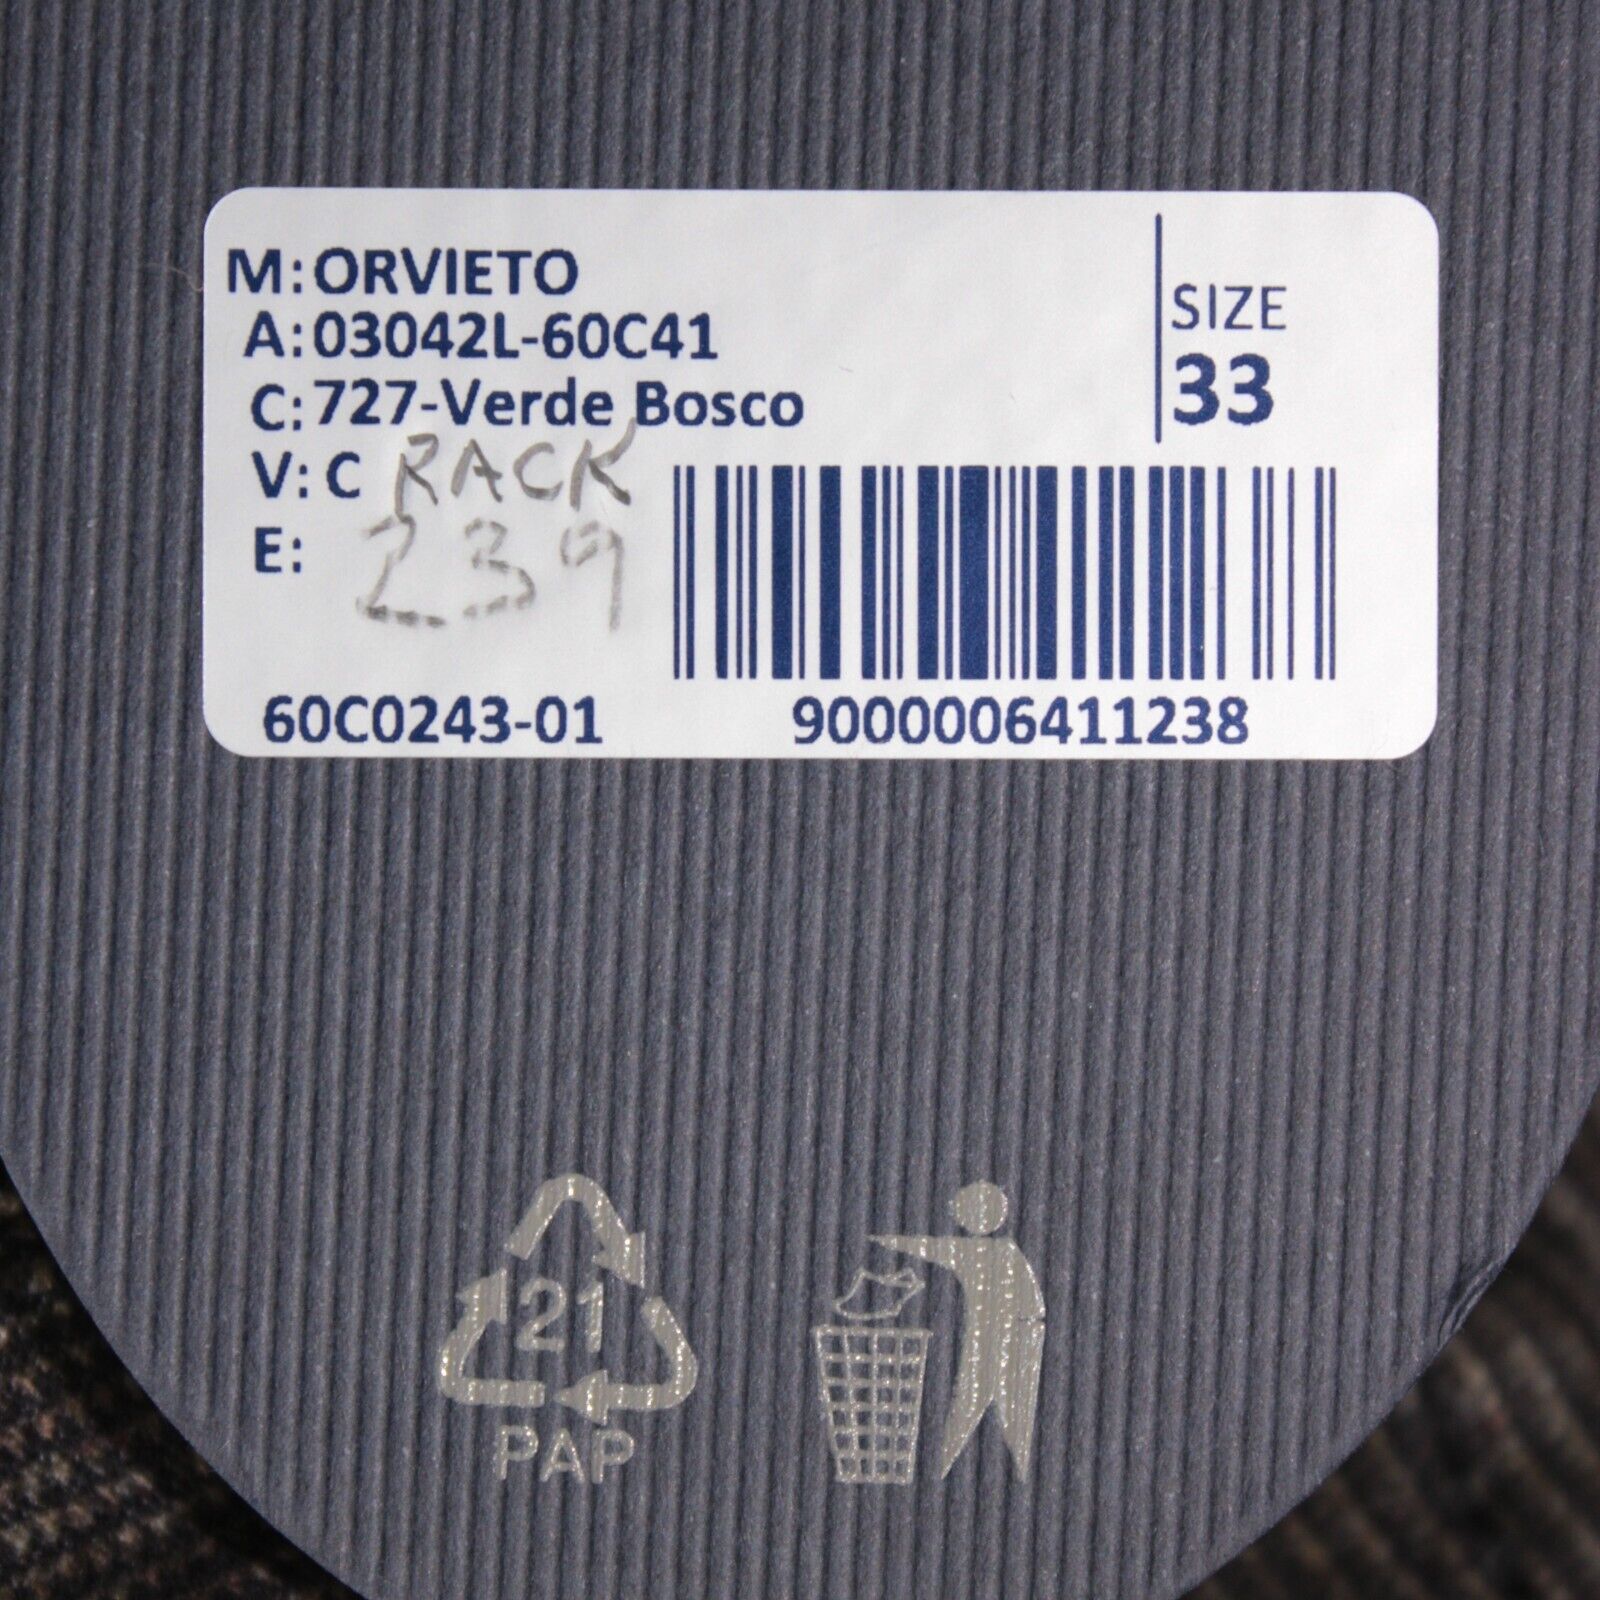 M: ORVIETO
A: 03042L-60C41
C: 727-Verde Bosco
V: C RACK
E: 239
SIZE
33
60C0243-01
9000006411238
21
PAP